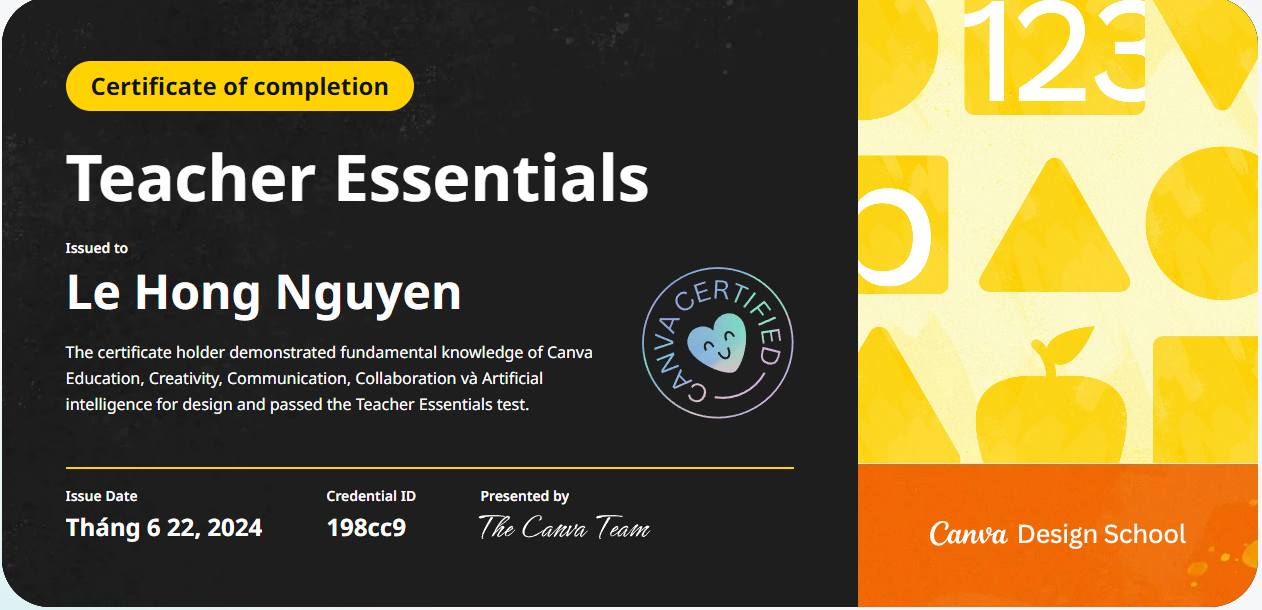 Certificate of completion
Teacher Essentials
Issued to
Le Hong Nguyen
The certificate holder demonstrated fundamental knowledge of Canva
Education, Creativity, Communication, Collaboration và Artificial
intelligence for design and passed the Teacher Essentials test.
CANVA CERTIFIED
Issue Date
Tháng 6 22, 2024
Credential ID
198cc9
Presented by
The Canva Team
123
O
Canva Design School